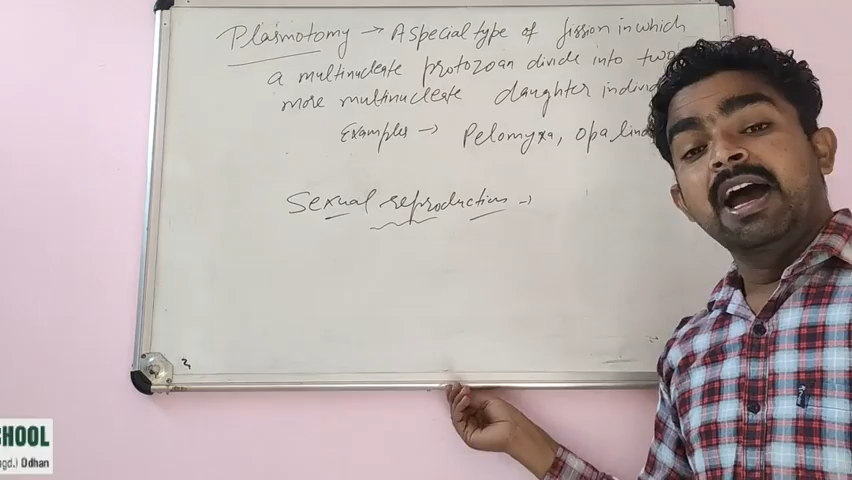 Plasmotomy → A special type of fission in which
a multinucleate protozoan divide into two
more multinucleate daughter individ
Examples → Pelomyxa, Opalin
Sexual reproduction →
CHOOL
agd.) Odhan